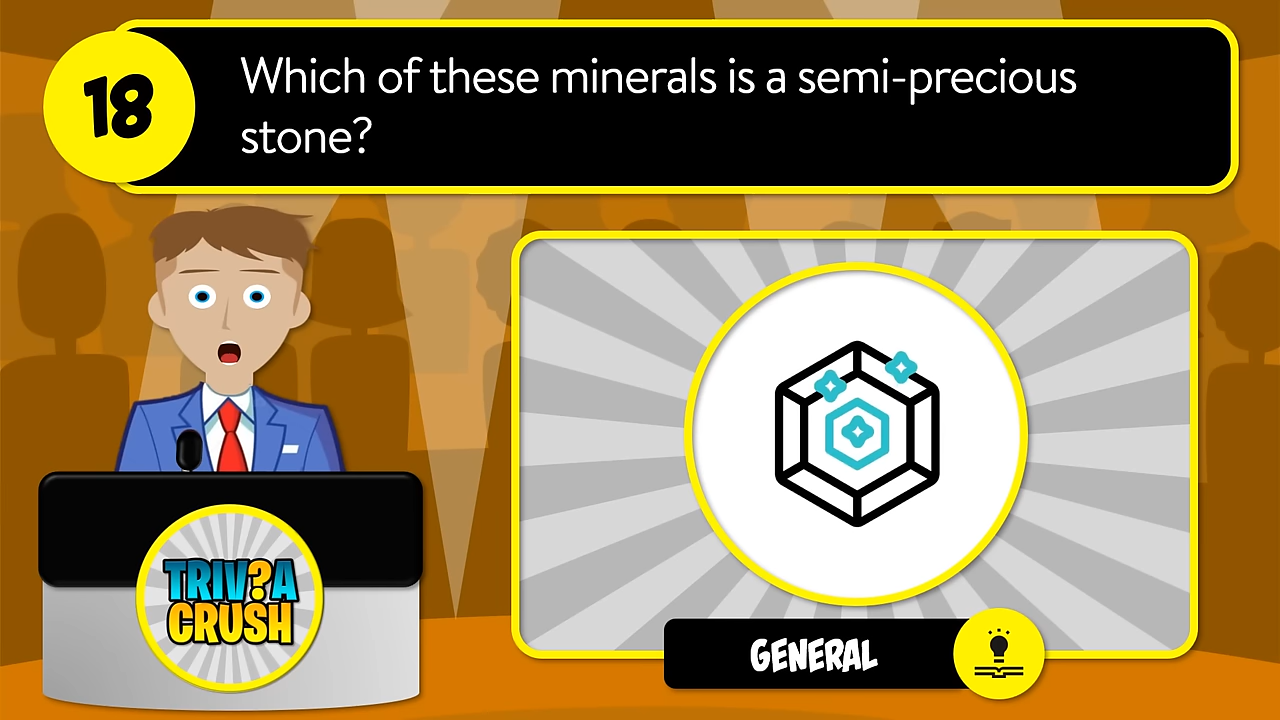 18
Which of these minerals is a semi-precious
stone?
TRIV?A
CRUSH
GENERAL